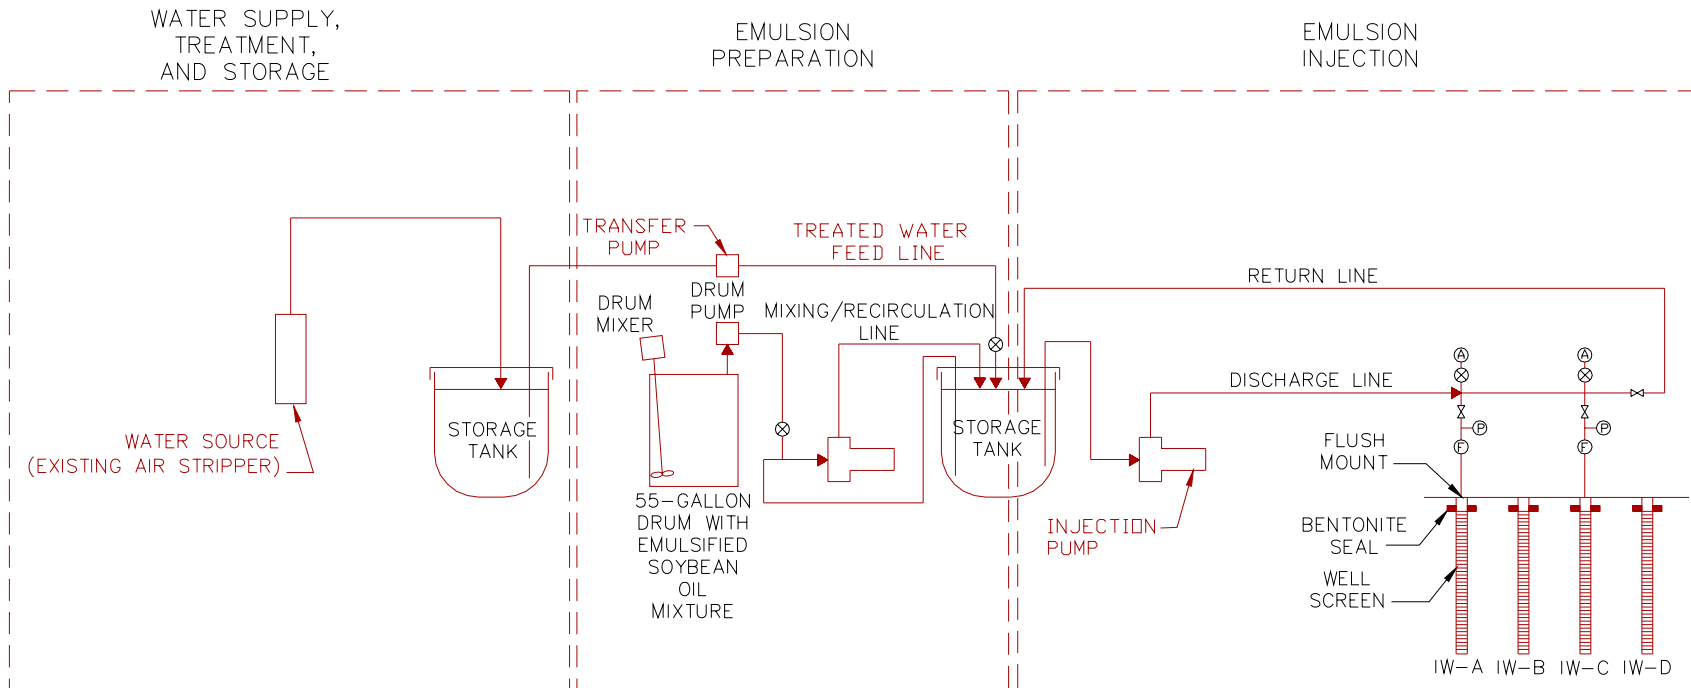 WATER SUPPLY,
TREATMENT,
AND STORAGE
EMULSION
PREPARATION
EMULSION
INJECTION
TRANSFER
PUMP
TREATED WATER
FEED LINE
RETURN LINE
DRUM
MIXER
DRUM
PUMP
MIXING/RECIRCULATION
LINE
DISCHARGE LINE
A
A
P
P
F
F
WATER SOURCE
(EXISTING AIR STRIPPER)
STORAGE
TANK
STORAGE
TANK
FLUSH
MOUNT
55-GALLON
DRUM WITH
EMULSIFIED
SOYBEAN
OIL
MIXTURE
INJECTION
PUMP
BENTONITE
SEAL
WELL
SCREEN
IW-A IW-B IW-C IW-D